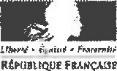 Liberté • Égalité • Fraternité
RÉPUBLIQUE FRANÇAISE